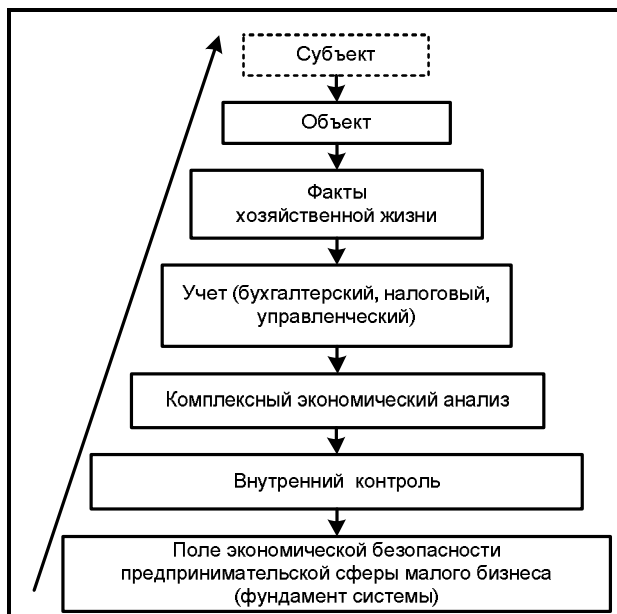 Субъект
Объект
Факты
хозяйственной жизни
Учет (бухгалтерский, налоговый,
управленческий)
Комплексный экономический анализ
Внутренний контроль
Поле экономической безопасности
предпринимательской сферы малого бизнеса
(фундамент системы)